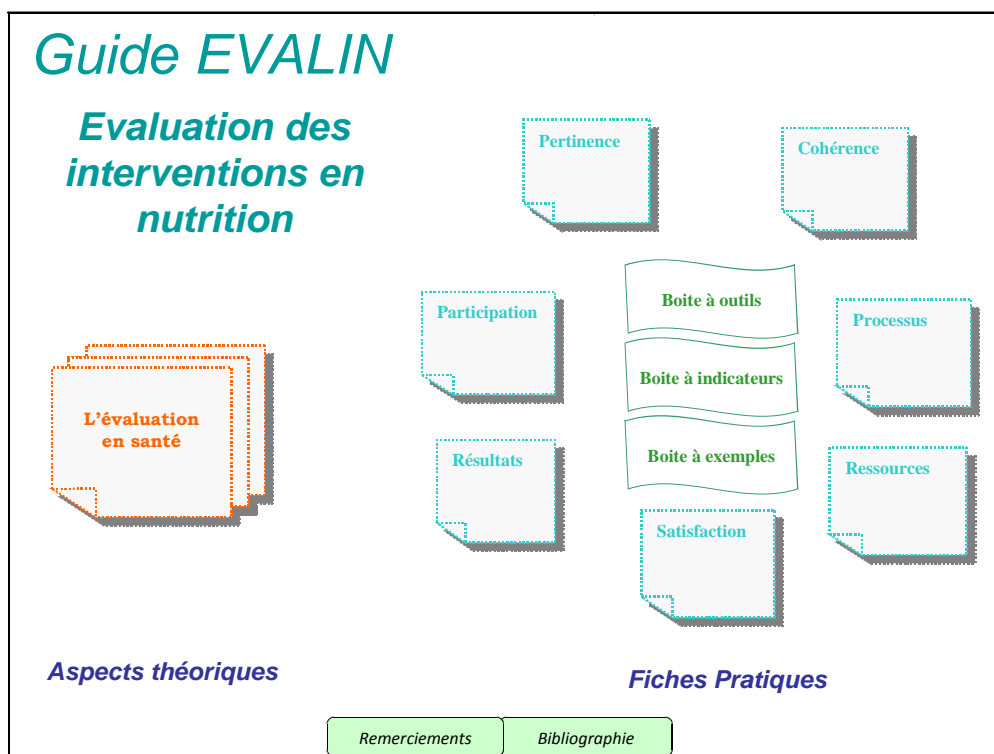 Guide EVALIN
Evaluation des
interventions en
nutrition
Pertinence
Cohérence
Participation
Boite à outils
Processus
Boite à indicateurs
L'évaluation
en santé
Résultats
Boite à exemples
Ressources
Satisfaction
Aspects théoriques
Fiches Pratiques
Remerciements
Bibliographie